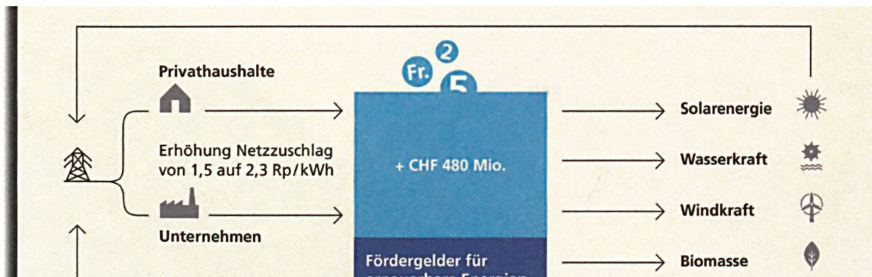 Privathaushalte
Erhöhung Netzzuschlag
von 1,5 auf 2,3 Rp/kWh
Unternehmen
Fr.
2
5
+ CHF 480 Mio.
Fördergelder für
Solarenergie
Wasserkraft
Windkraft
Biomasse